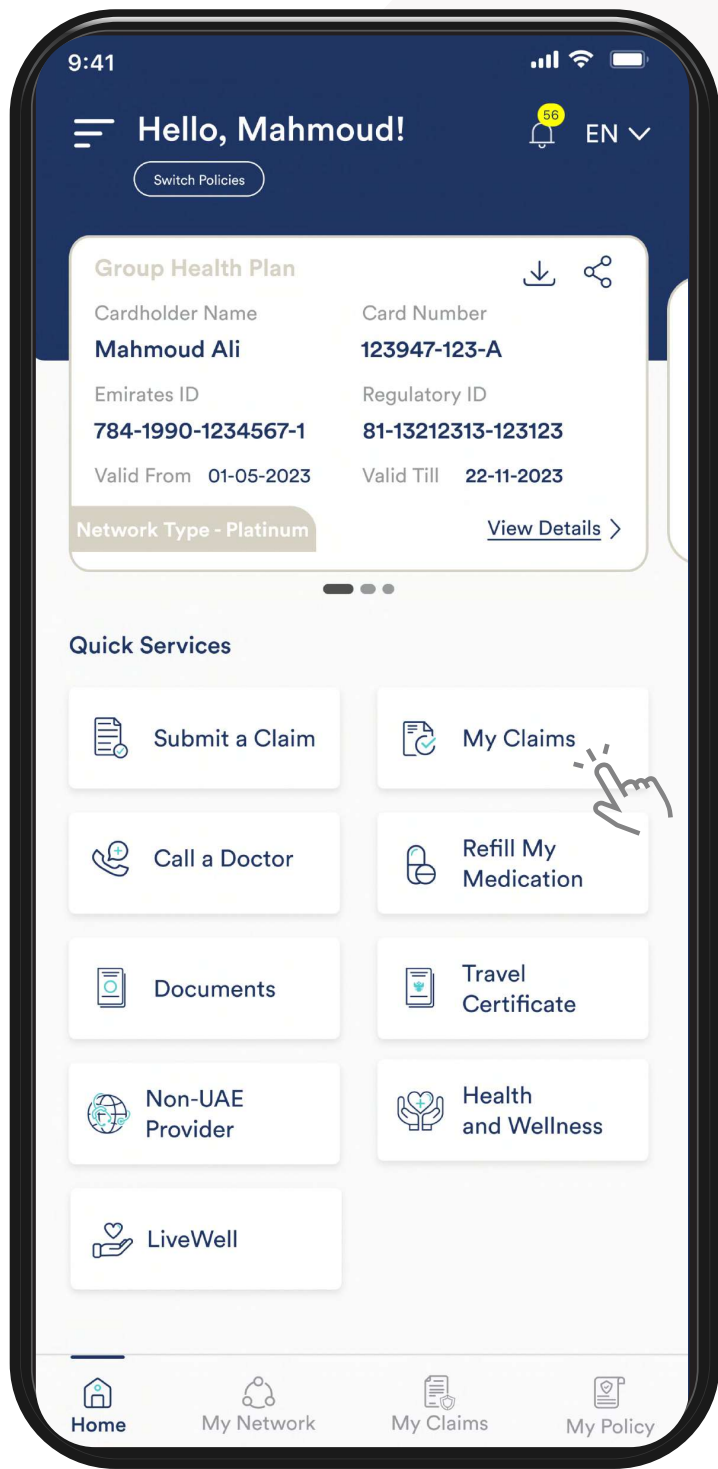 9:41
Hello, Mahmoud!
56
EN
Switch Policies
Group Health Plan
Cardholder Name
Card Number
Mahmoud Ali
123947-123-A
Emirates ID
Regulatory ID
784-1990-1234567-1
81-13212313-123123
Valid From 01-05-2023
Valid Till 22-11-2023
Network Type - Platinum
View Details
Quick Services
Submit a Claim
My Claims
Call a Doctor
Refill My
Medication
Documents
Travel
Certificate
Non-UAE
Provider
Health
and Wellness
LiveWell
Home
My Network
My Claims
My Policy